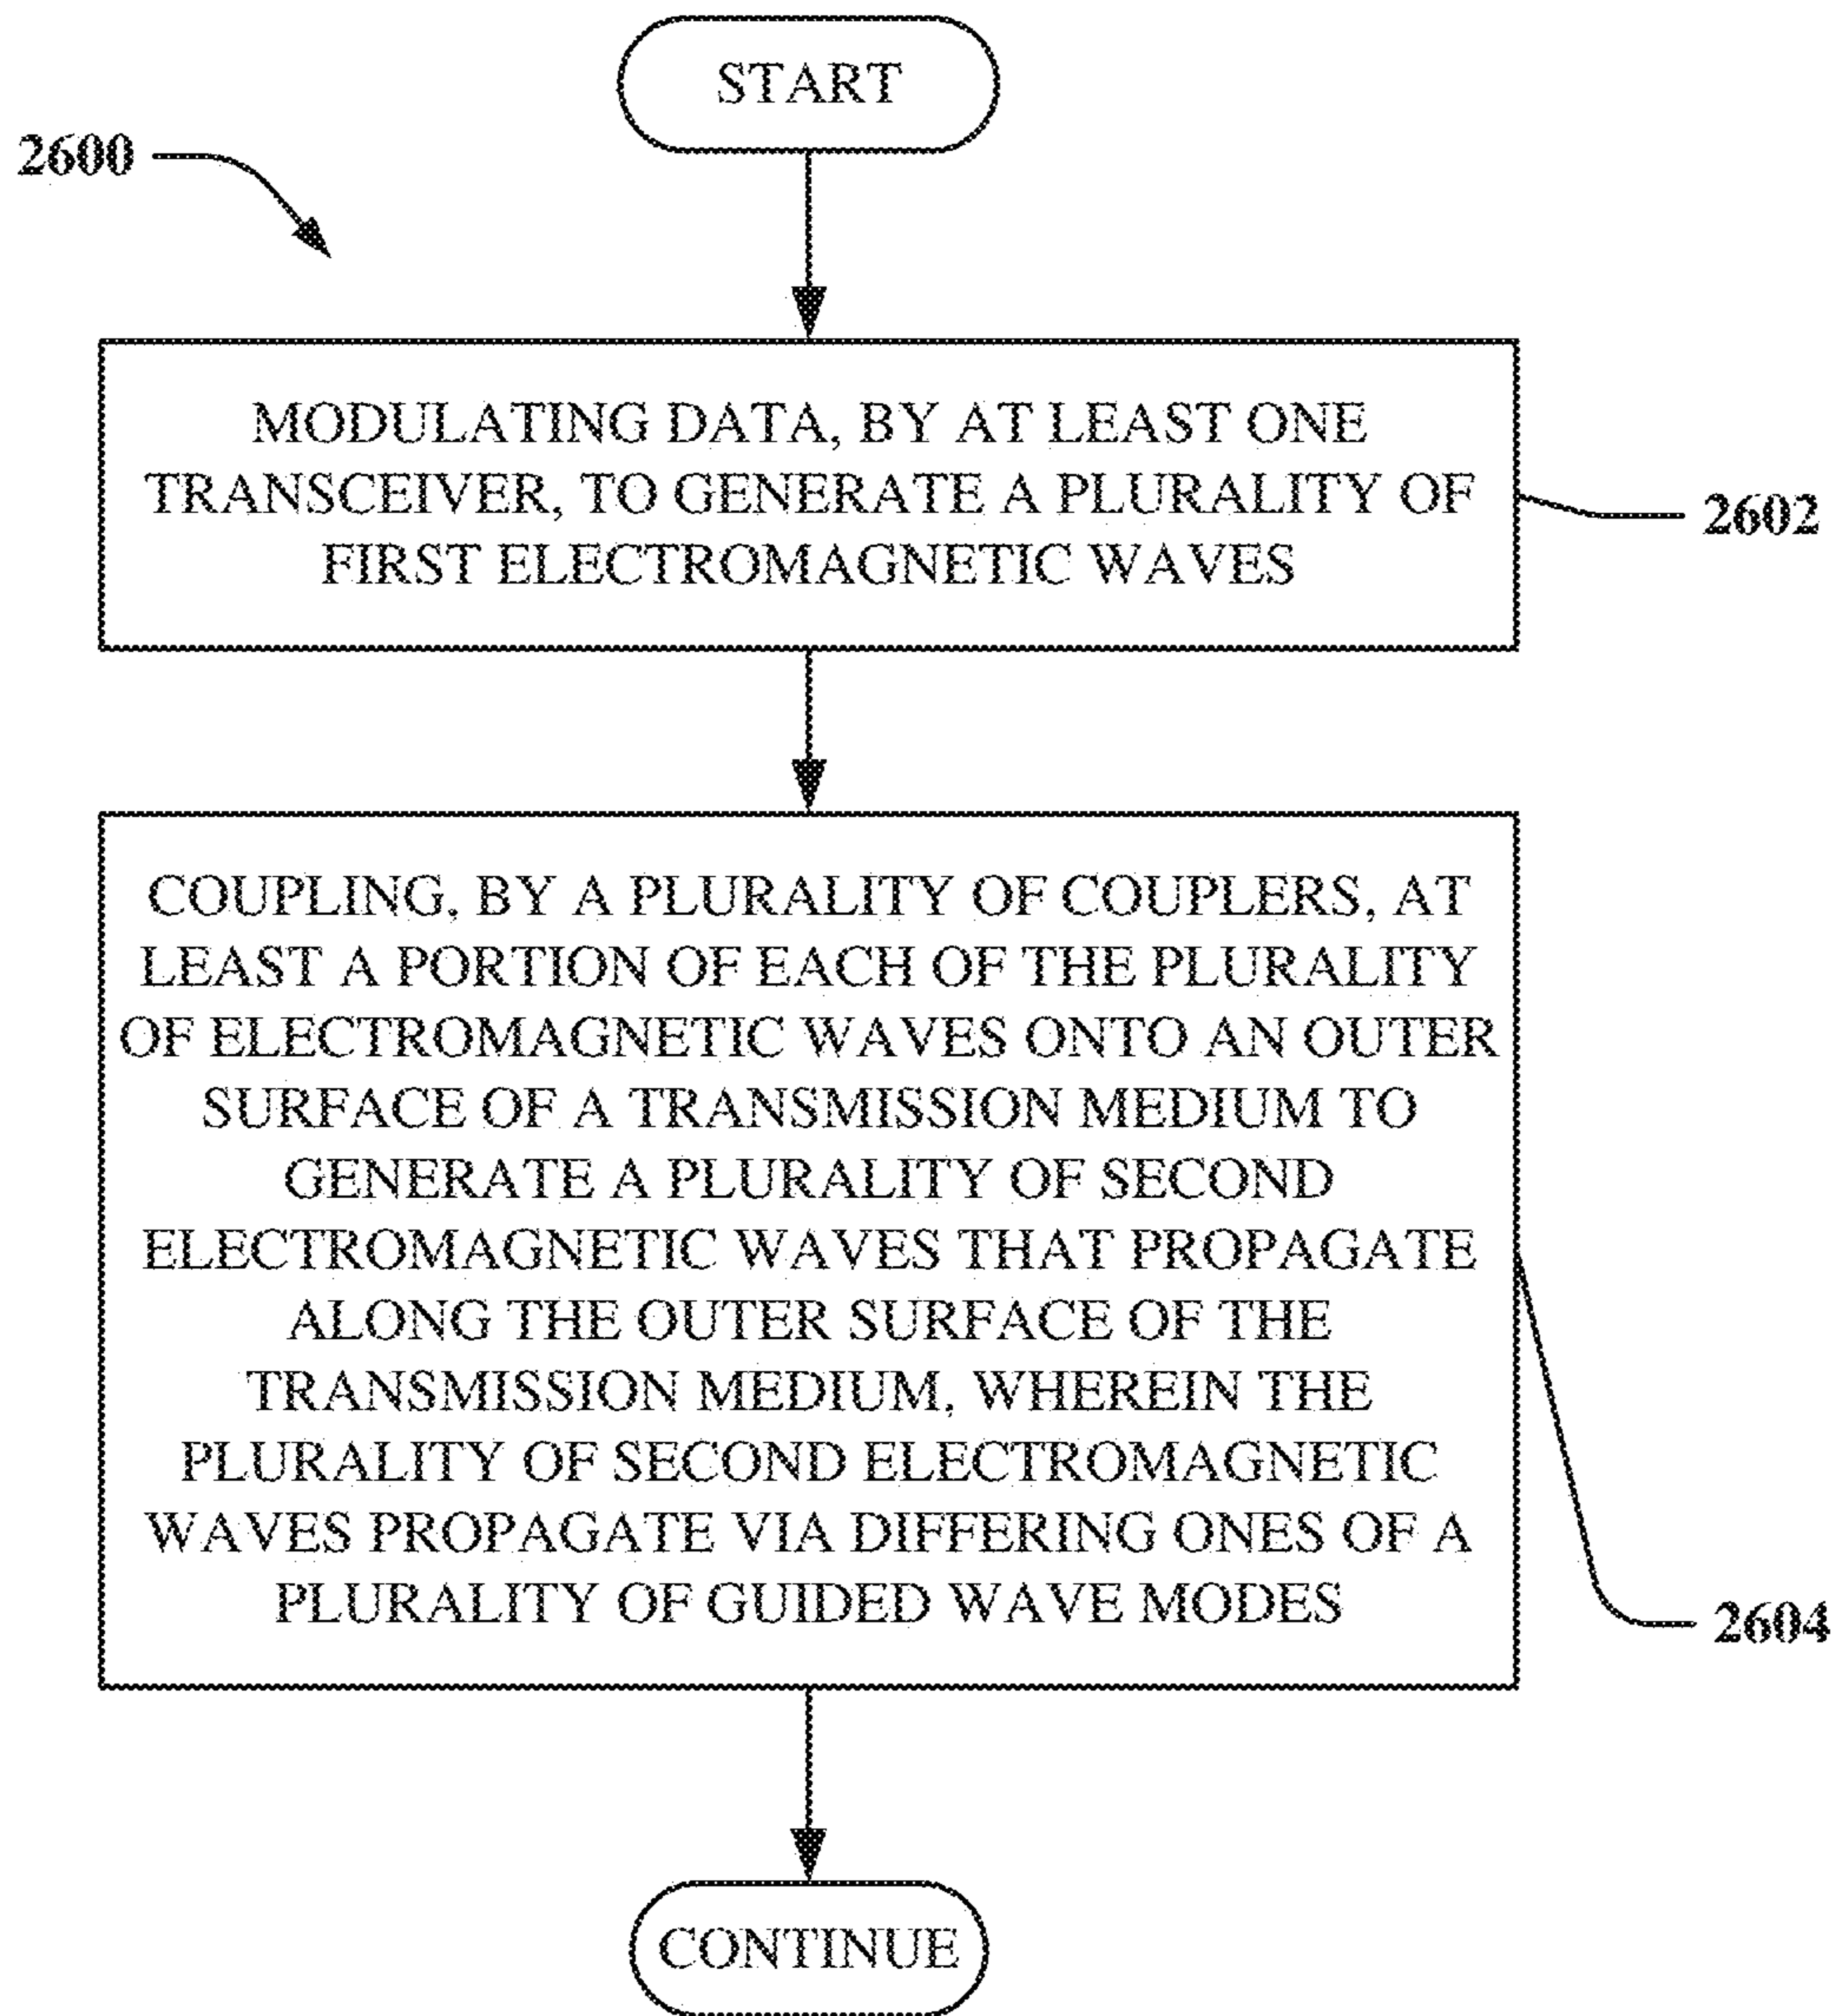 START
2600
MODULATING DATA, BY AT LEAST ONE
TRANSCEIVER, TO GENERATE A PLURALITY OF
FIRST ELECTROMAGNETIC WAVES
2602
COUPLING, BY A PLURALITY OF COUPLERS, AT
LEAST A PORTION OF EACH OF THE PLURALITY
OF ELECTROMAGNETIC WAVES ONTO AN OUTER
SURFACE OF A TRANSMISSION MEDIUM TO
GENERATE A PLURALITY OF SECOND
ELECTROMAGNETIC WAVES THAT PROPAGATE
ALONG THE OUTER SURFACE OF THE
TRANSMISSION MEDIUM, WHEREIN THE
PLURALITY OF SECOND ELECTROMAGNETIC
WAVES PROPAGATE VIA DIFFERING ONES OF A
PLURALITY OF GUIDED WAVE MODES
2604
CONTINUE